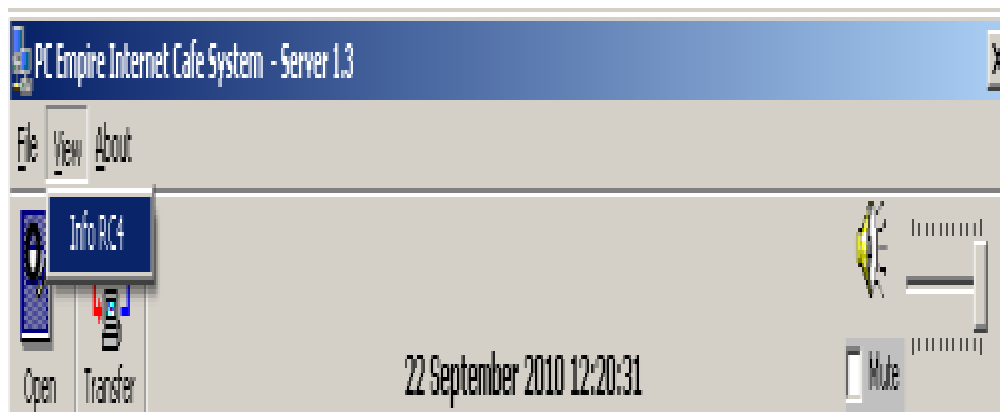 PC Empire Internet Cafe System - Server 1.3
File View About
Info RC4
Open Transfer
22 September 2010 12:20:31
Mute